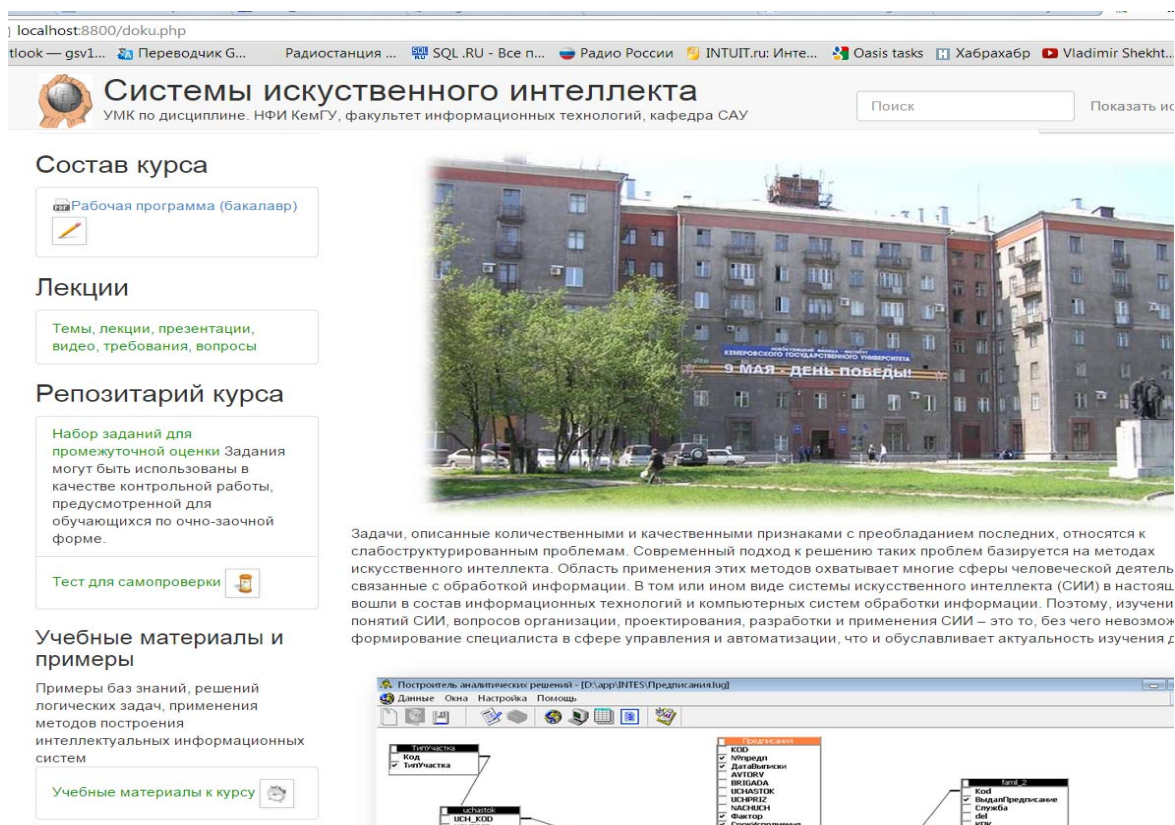 localhost:8800/doku.php
tlook — gsv1... Переводчик G... Радиостанция ... SQL.RU - Все п... Радио России INTUIT.ru: Инте... Oasis tasks Хабрахабр Vladimir Shekht...
Системы искуственного интеллекта
УМК по дисциплине. НФИ КемГУ, факультет информационных технологий, кафедра САУ
Поиск
Показать ис
Состав курса
Рабочая программа (бакалавр)
Лекции
Темы, лекции, презентации,
видео, требования, вопросы
Репозитарий курса
Набор заданий для
промежуточной оценки Задания
могут быть использованы в
качестве контрольной работы,
предусмотренной для
обучающихся по очно-заочной
форме.
Тест для самопроверки
Учебные материалы и
примеры
Примеры баз знаний, решений
логических задач, применения
методов построения
интеллектуальных информационных
систем
Учебные материалы к курсу
КЕМЕРОВСКОГО ГОСУДАРСТВЕННОГО УНИВЕРСИТЕТА
9 МАЯ - ДЕНЬ ПОБЕДЫ!
Задачи, описанные количественными и качественными признаками с преобладанием последних, относятся к
слабоструктурированным проблемам. Современный подход к решению таких проблем базируется на методах
искусственного интеллекта. Область применения этих методов охватывает многие сферы человеческой деятель
связанные с обработкой информации. В том или ином виде системы искусственного интеллекта (СИИ) в настоящ
вошли в состав информационных технологий и компьютерных систем обработки информации. Поэтому, изучени
понятий СИИ, вопросов организации, проектирования, разработки и применения СИИ – это то, без чего невозмож
формирование специалиста в сфере управления и автоматизации, что и обуславливает актуальность изучения д
Построитель аналитических решений - [D:\app\INTES\Предписания.lug]
Данные Окна Настройка Помощь
ТипУчастка
Код
ТипУчастка
uchastok
UCH_KOD
Предписания
KOD
№предп
ДатаВыписки
AVTORV
BRIGADA
UCHASTOK
UCHPRIZ
NACHUCH
Фактор
СрокИсполнения
famil_2
Kod
ВыдалПредписание
Служба
del